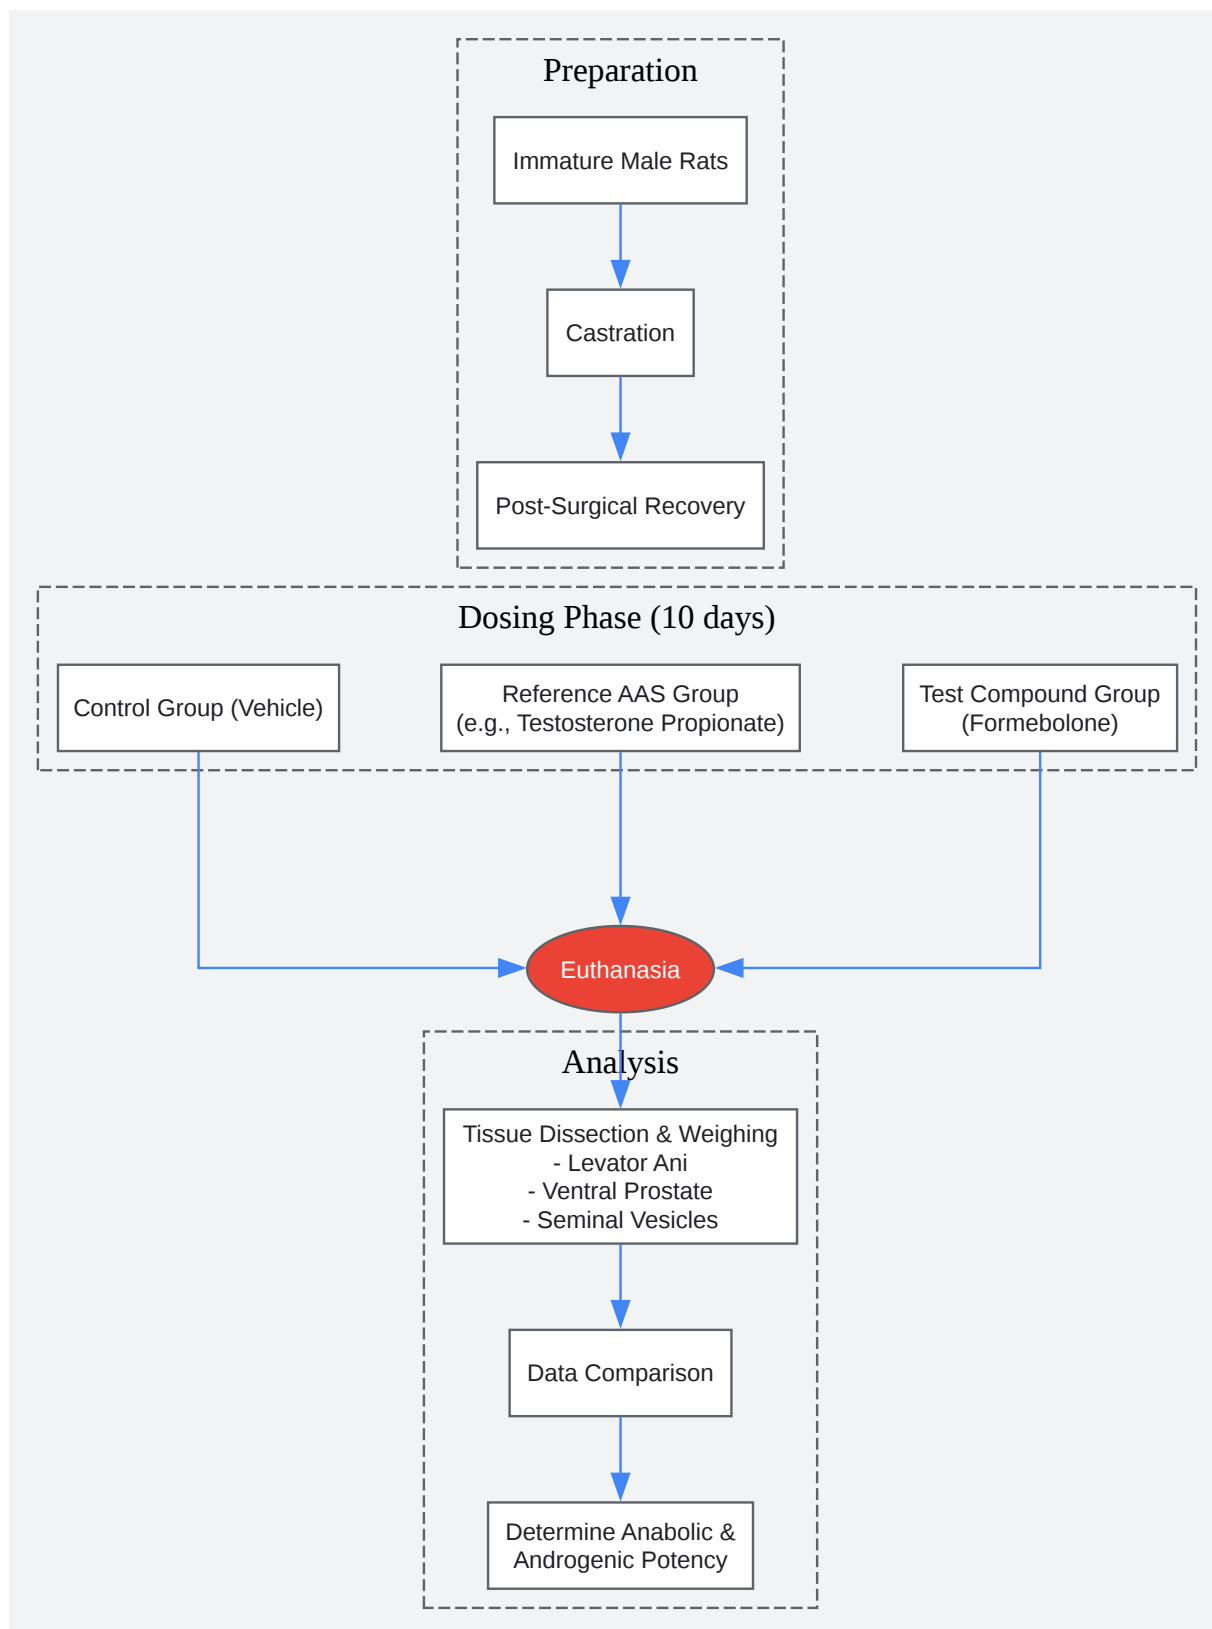 Preparation
Immature Male Rats
Castration
Post-Surgical Recovery
Dosing Phase (10 days)
Control Group (Vehicle)
Reference AAS Group
(e.g., Testosterone Propionate)
Test Compound Group
(Formebolone)
Euthanasia
Analysis
Tissue Dissection & Weighing
- Levator Ani
- Ventral Prostate
- Seminal Vesicles
Data Comparison
Determine Anabolic &
Androgenic Potency